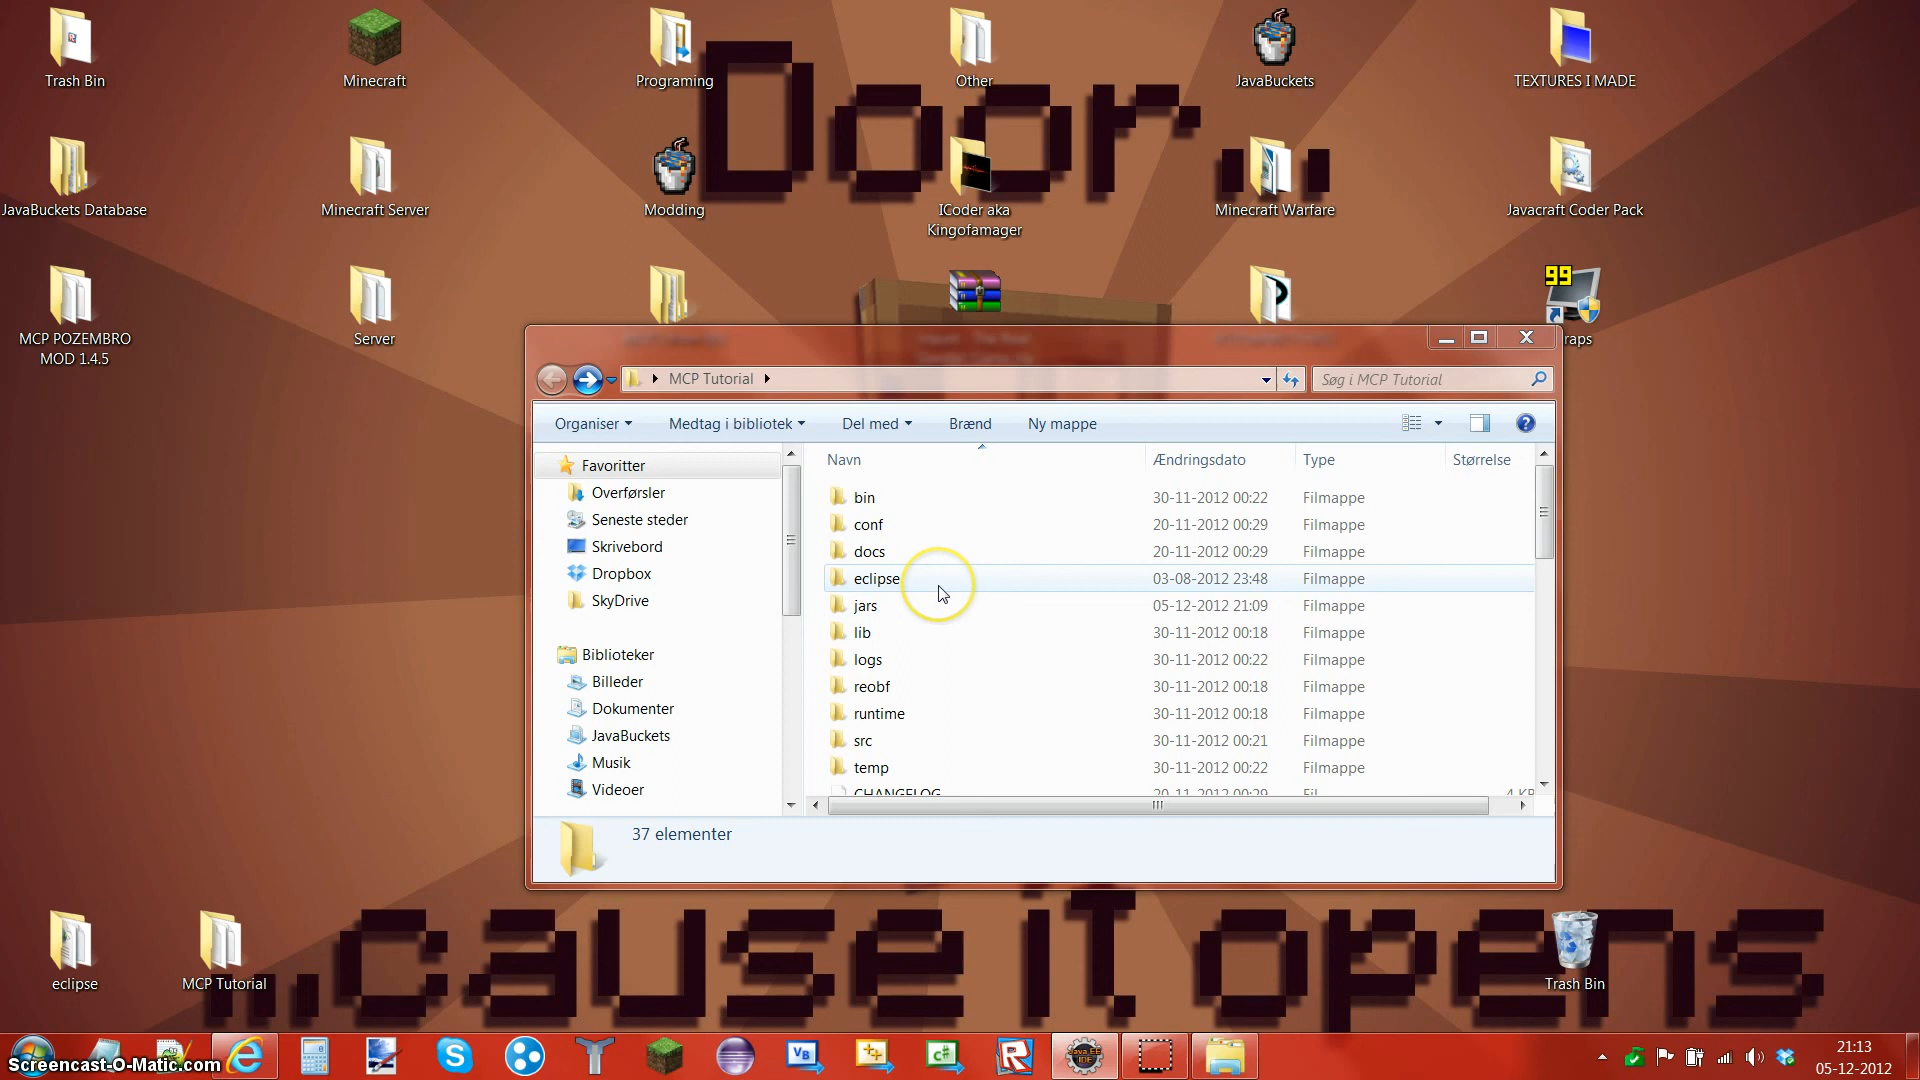 Trash Bin
Minecraft
Programing
Other
JavaBuckets
TEXTURES I MADE
Door...
JavaBuckets Database
Minecraft Server
Modding
ICoder aka
Kingofamager
Minecraft Warfare
Javacraft Coder Pack
99
MCP POZEMBRO
MOD 1.4.5
Server
raps
MCP Tutorial
Søg i MCP Tutorial
Organiser
Medtag i bibliotek
Del med
Brænd
Ny mappe
Favoritter
Overførsler
Seneste steder
Skrivebord
Dropbox
SkyDrive
Biblioteker
Billeder
Dokumenter
JavaBuckets
Musik
Videoer
Navn Ændringsdato Type Størrelse
bin 30-11-2012 00:22 Filmappe
conf 20-11-2012 00:29 Filmappe
docs 20-11-2012 00:29 Filmappe
eclipse 03-08-2012 23:48 Filmappe
jars 05-12-2012 21:09 Filmappe
lib 30-11-2012 00:18 Filmappe
logs 30-11-2012 00:22 Filmappe
reobf 30-11-2012 00:18 Filmappe
runtime 30-11-2012 00:18 Filmappe
src 30-11-2012 00:21 Filmappe
temp 30-11-2012 00:22 Filmappe
CHANGELOG 20-11-2012 00:29 Fil 4 KB
37 elementer
...cause it opens
eclipse
MCP Tutorial
Trash Bin
Screencast-O-Matic.com
VB
C#
Java EE
IDE
21:13
05-12-2012